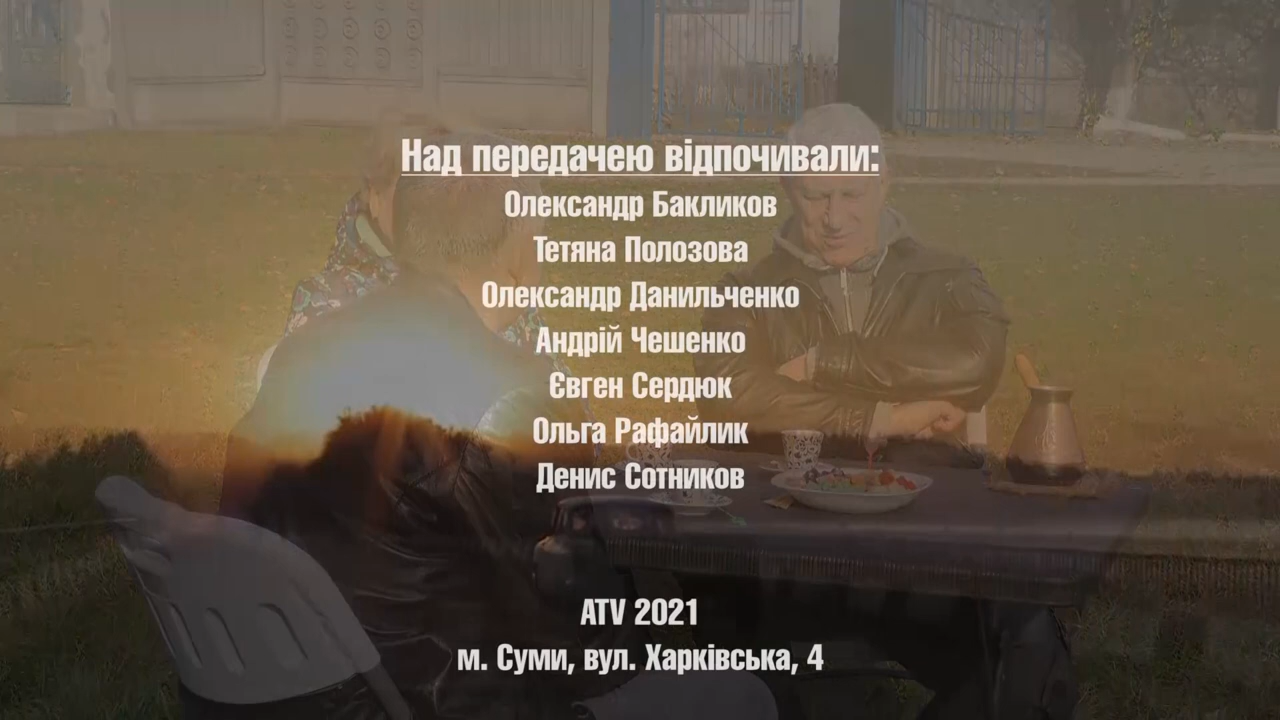 Над передачею відпочивали:
Олександр Бакликов
Тетяна Полозова
Олександр Данильченко
Андрій Чешенко
Євген Сердюк
Ольга Рафайлик
Денис Сотников
ATV 2021
м. Суми, вул. Харківська, 4